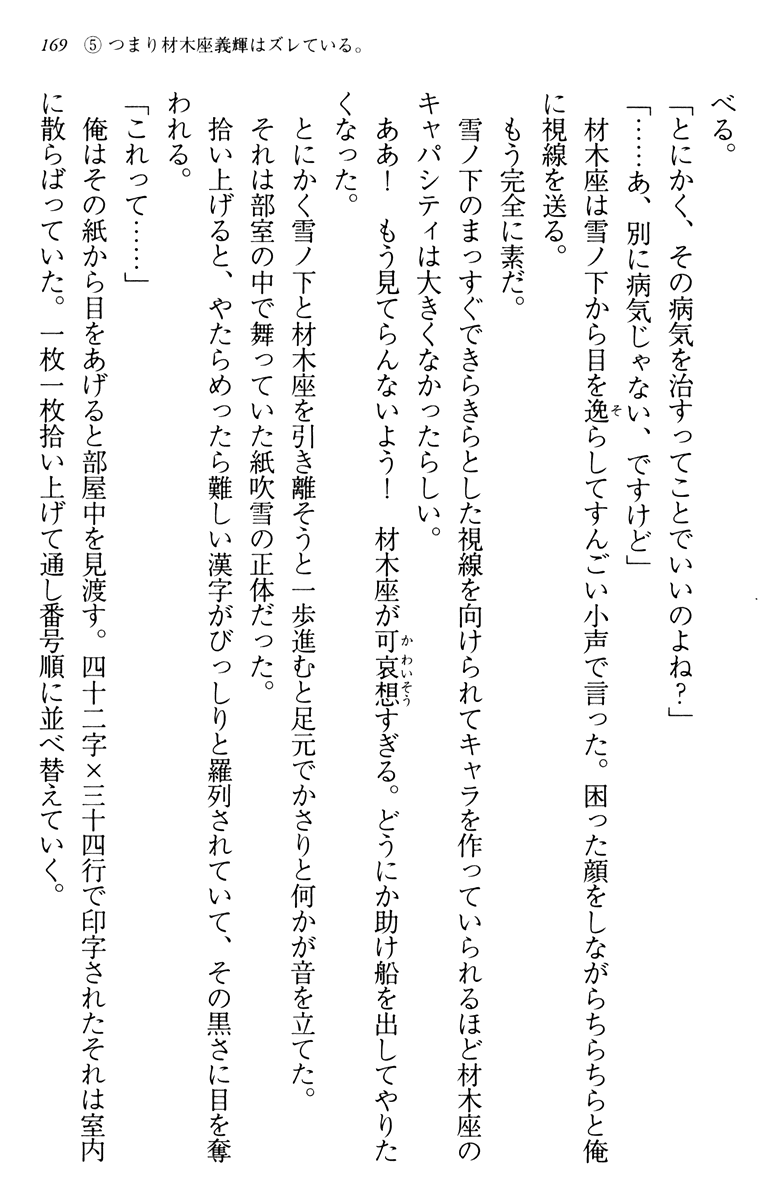 169 ⑤ つまり材木座義輝はズレている。
べる。
「とにかく、その病気を治すってことでいいのよね?」
「……あ、別に病気じゃない、ですけど」
　材木座は雪ノ下から目を逸らしてすんごい小声で言った。困った顔をしながらちらちらと俺
に視線を送る。
　もう完全に素だ。
　雪ノ下のまっすぐできらきらとした視線を向けられてキャラを作っていられるほど材木座の
キャパシティは大きくなかったらしい。
　ああ!　もう見てらんないよう!　材木座が可哀想すぎる。どうにか助け船を出してやりた
くなった。
　とにかく雪ノ下と材木座を引き離そうと一歩進むと足元でかさりと何かが音を立てた。
　それは部室の中で舞っていた紙吹雪の正体だった。
　拾い上げると、やたらめったら難しい漢字がびっしりと羅列されていて、その黒さに目を奪
われる。
「これって……」
　俺はその紙から目をあげると部屋中を見渡す。四十二字×三十四行で印字されたそれは室内
に散らばっていた。一枚一枚拾い上げて通し番号順に並べ替えていく。